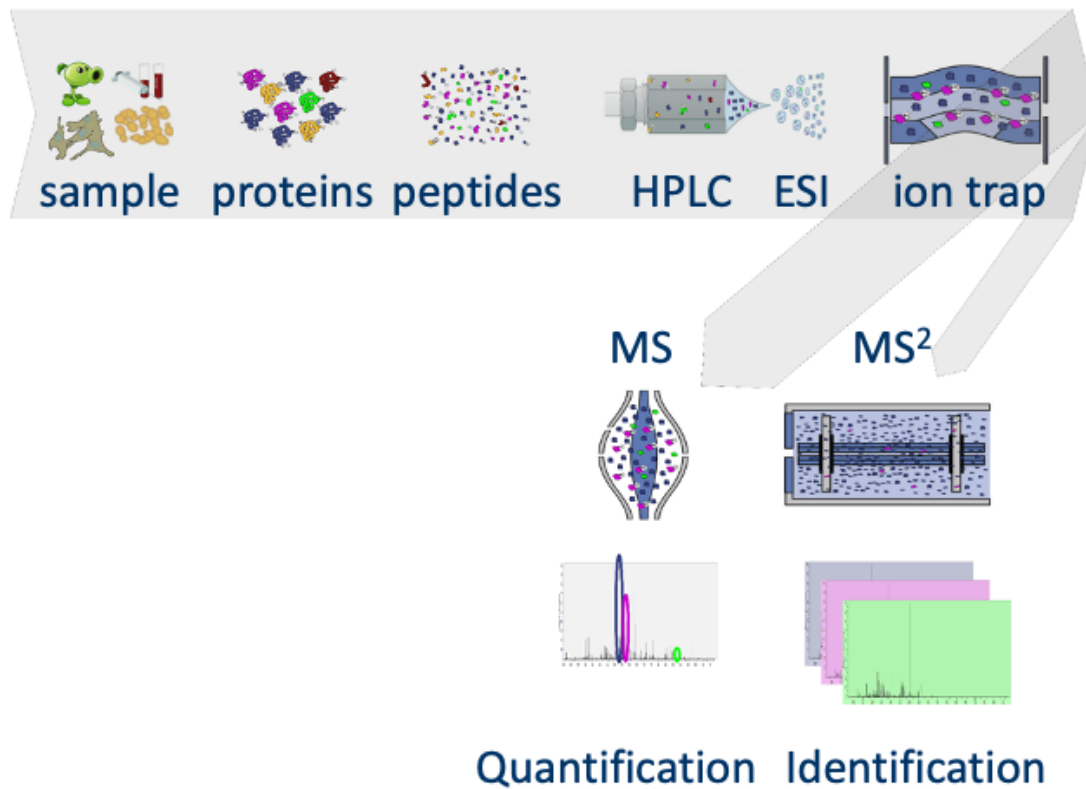 sample proteins peptides HPLC ESI ion trap
MS MS²
Quantification Identification